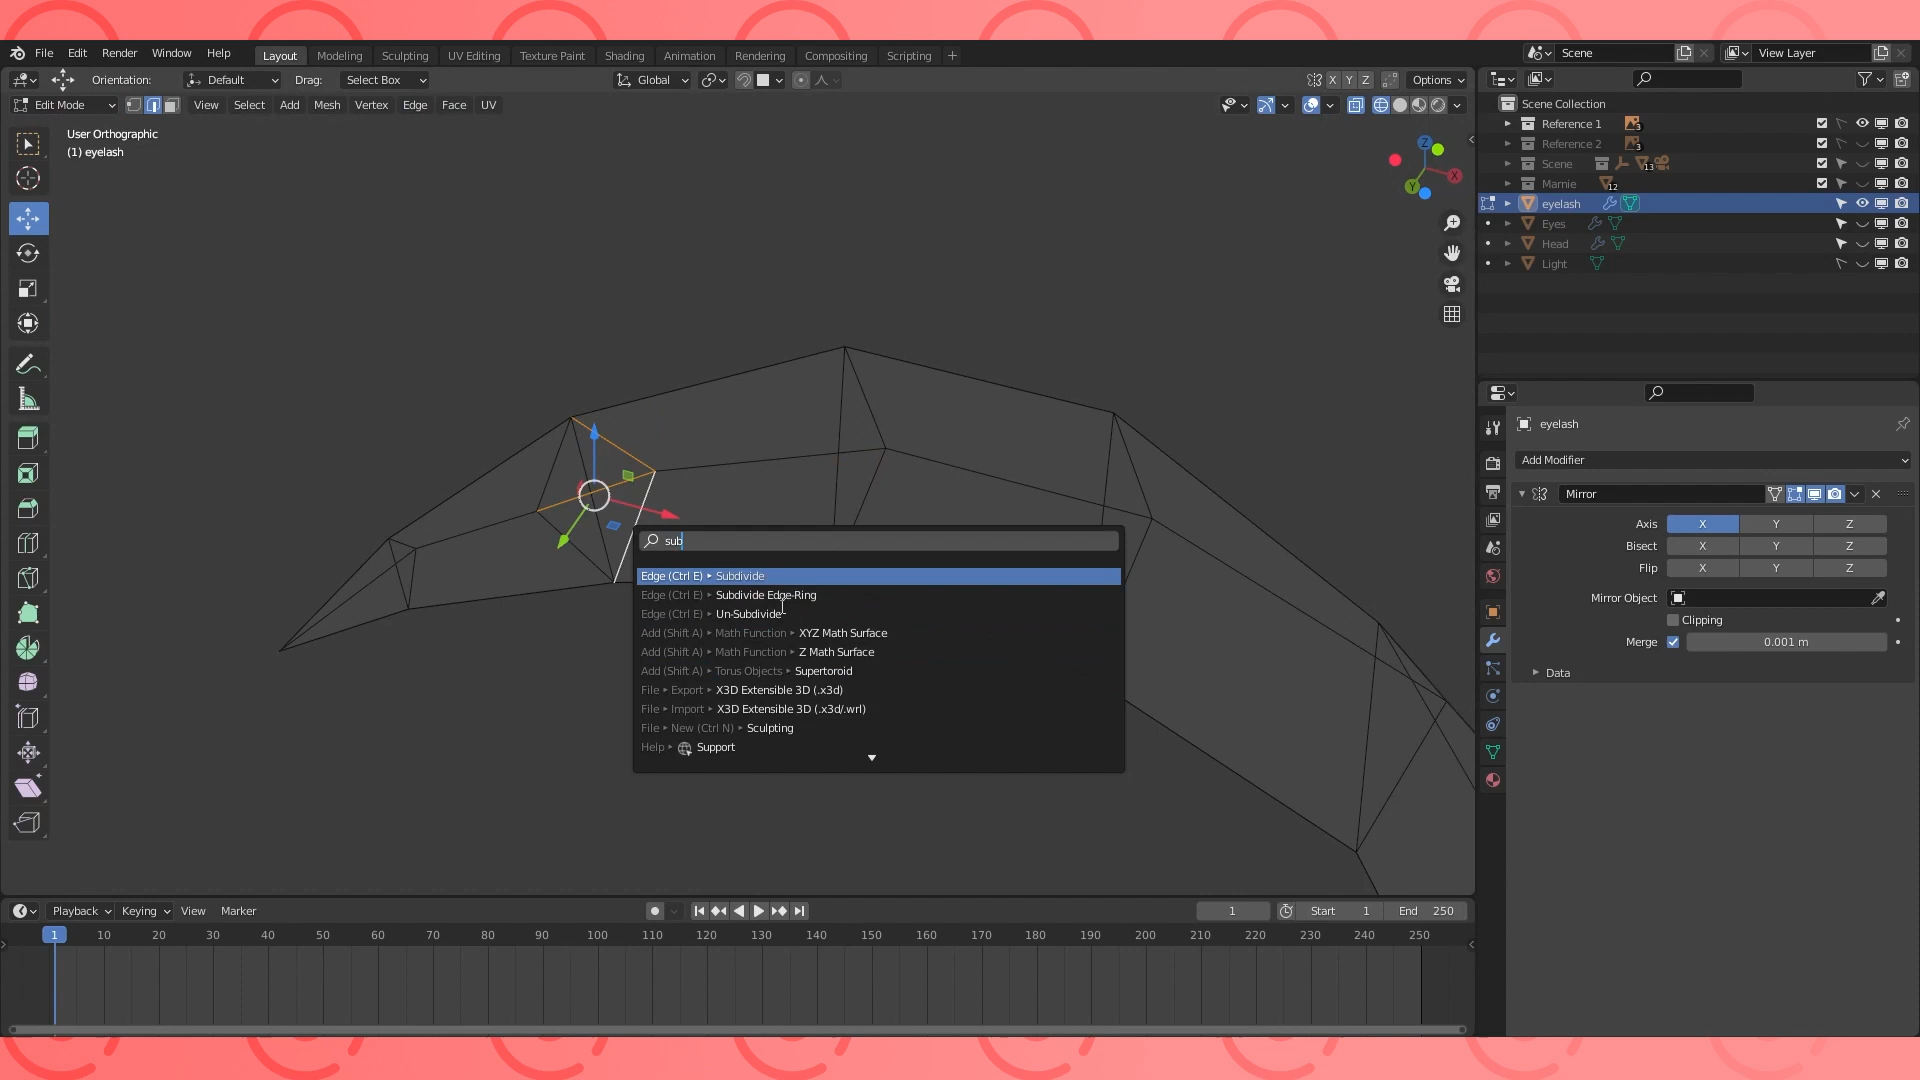 File Edit Render Window Help Layout Modeling Sculpting UV Editing Texture Paint Shading Animation Rendering Compositing Scripting + Scene View Layer
Orientation: Default Drag: Select Box Global X Y Z Options
Edit Mode View Select Add Mesh Vertex Edge Face UV
User Orthographic
(1) eyelash
Z
X
Y
Scene Collection
Reference 1 3
Reference 2 3
Scene 13
Mamie 12
eyelash
Eyes
Head
Light
eyelash
Add Modifier
Mirror
Axis X Y Z
Bisect X Y Z
Flip X Y Z
Mirror Object
Clipping
Merge 0.001 m
Data
sub
Edge (Ctrl E) ▸ Subdivide
Edge (Ctrl E) ▸ Subdivide Edge-Ring
Edge (Ctrl E) ▸ Un-Subdivide
Add (Shift A) ▸ Math Function ▸ XYZ Math Surface
Add (Shift A) ▸ Math Function ▸ Z Math Surface
Add (Shift A) ▸ Torus Objects ▸ Supertoroid
File ▸ Export ▸ X3D Extensible 3D (.x3d)
File ▸ Import ▸ X3D Extensible 3D (.x3d/.wrl)
File ▸ New (Ctrl N) ▸ Sculpting
Help ▸ Support
Playback Keying View Marker 1 Start 1 End 250
1 10 20 30 40 50 60 70 80 90 100 110 120 130 140 150 160 170 180 190 200 210 220 230 240 250